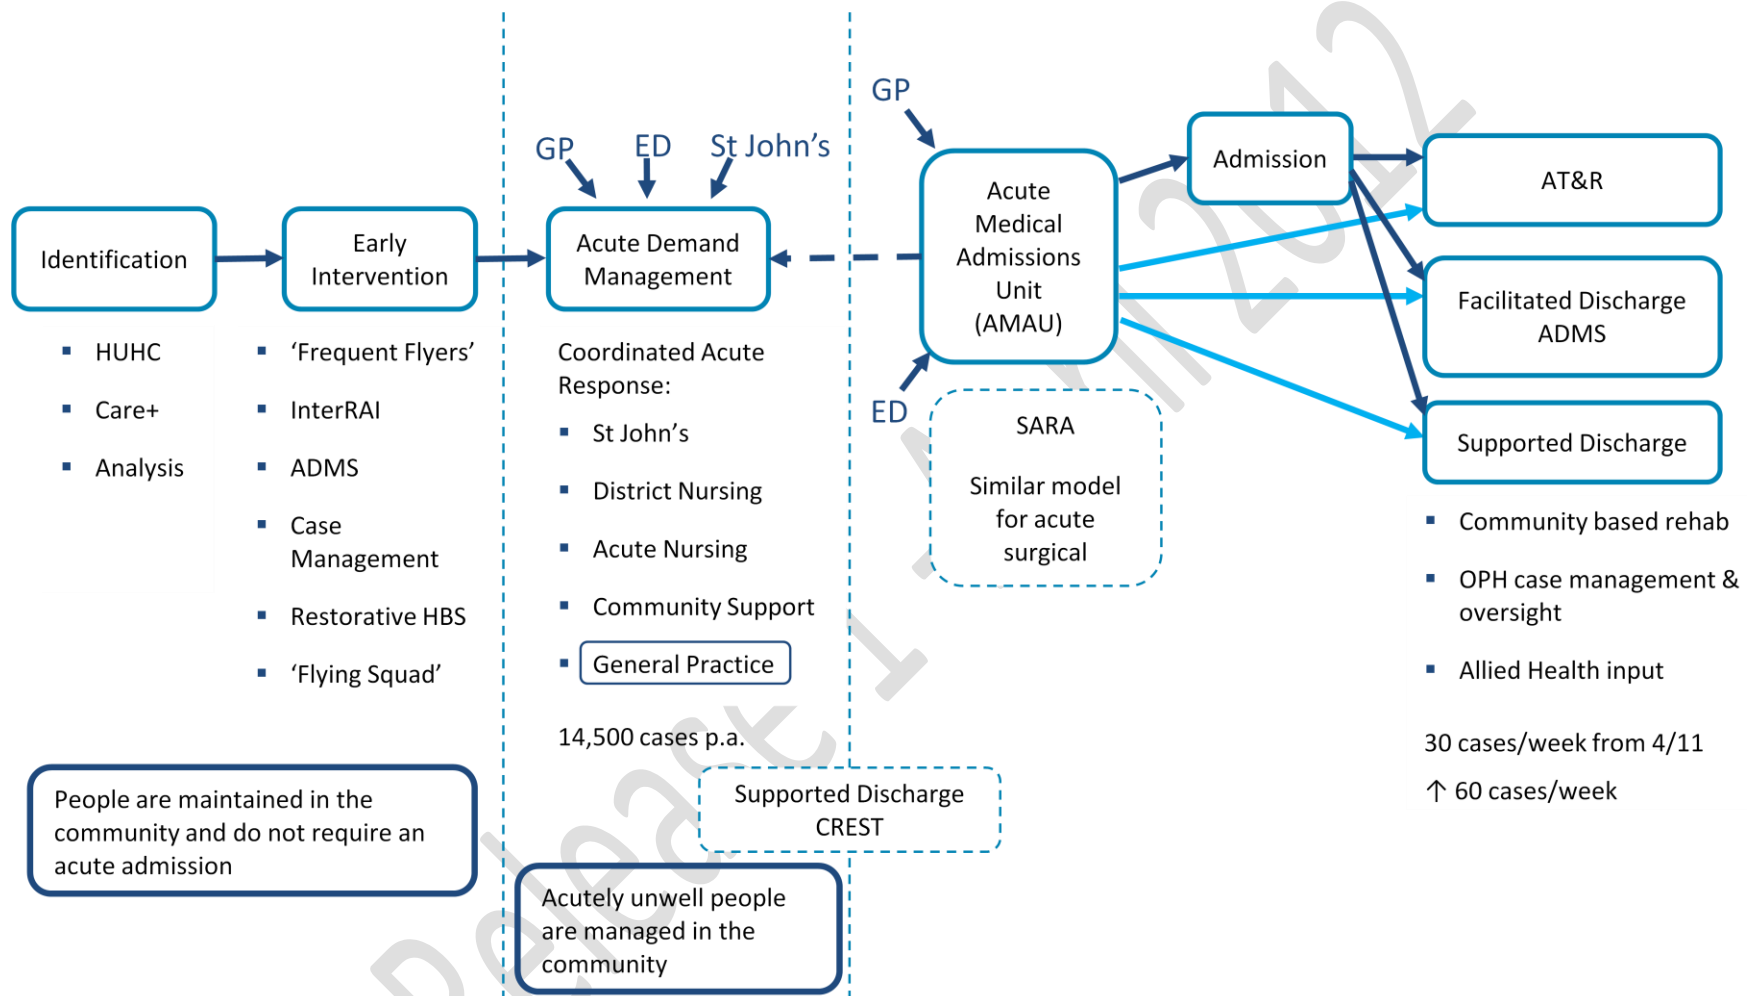 Identification
▪ HUHC
▪ Care+
▪ Analysis
Early
Intervention
▪ ‘Frequent Flyers’
▪ InterRAI
▪ ADMS
▪ Case
Management
▪ Restorative HBS
▪ ‘Flying Squad’
People are maintained in the
community and do not require an
acute admission
GP
ED
St John’s
Acute Demand
Management
Coordinated Acute
Response:
▪ St John’s
▪ District Nursing
▪ Acute Nursing
▪ Community Support
▪ General Practice
14,500 cases p.a.
Supported Discharge
CREST
Acutely unwell people
are managed in the
community
GP
Acute
Medical
Admissions
Unit
(AMAU)
ED
SARA
Similar model
for acute
surgical
Admission
AT&R
Facilitated Discharge
ADMS
Supported Discharge
▪ Community based rehab
▪ OPH case management &
oversight
▪ Allied Health input
30 cases/week from 4/11
↑ 60 cases/week
Release 1
2012